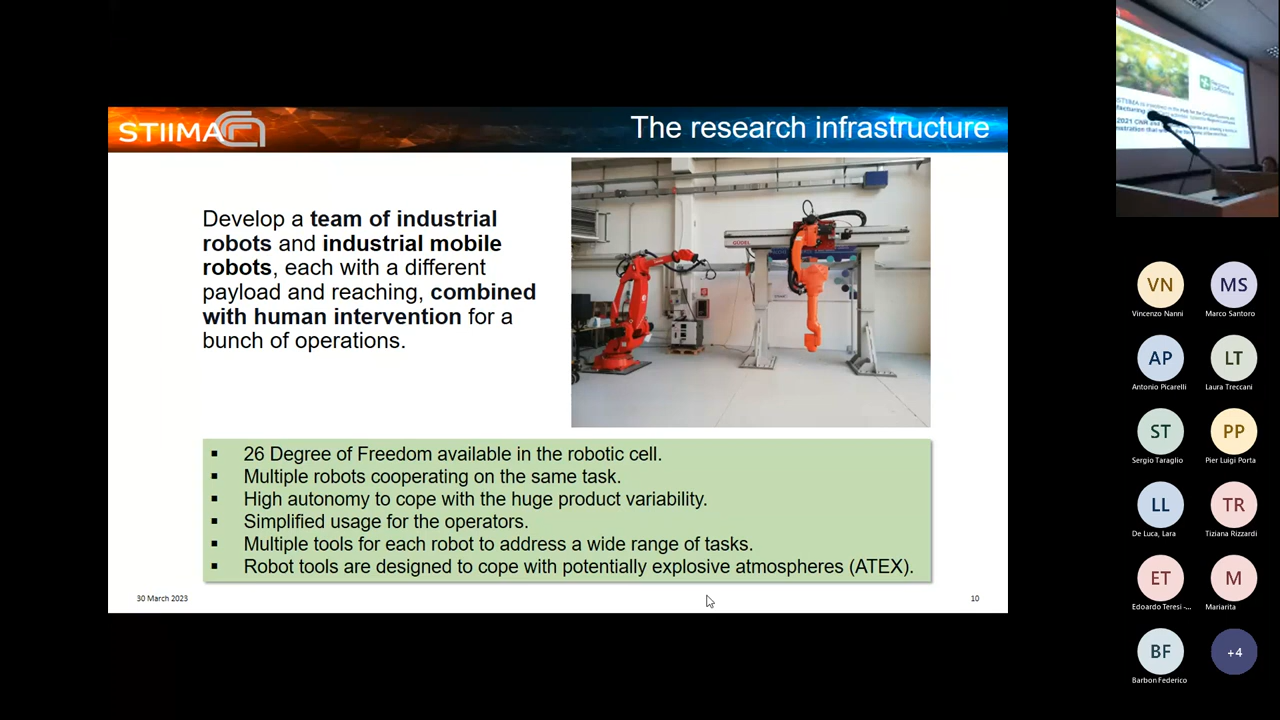 STIIMA
The research infrastructure
Develop a team of industrial
robots and industrial mobile
robots, each with a different
payload and reaching, combined
with human intervention for a
bunch of operations.
GÜDEL
▪ 26 Degree of Freedom available in the robotic cell.
▪ Multiple robots cooperating on the same task.
▪ High autonomy to cope with the huge product variability.
▪ Simplified usage for the operators.
▪ Multiple tools for each robot to address a wide range of tasks.
▪ Robot tools are designed to cope with potentially explosive atmospheres (ATEX).
30 March 2023
10
VN
Vincenzo Nanni
MS
Marco Santoro
AP
Antonio Picarelli
LT
Laura Treccani
ST
Sergio Taraglio
PP
Pier Luigi Porta
LL
De Luca, Lara
TR
Tiziana Rizzardi
ET
Edoardo Teresi -...
M
Mariarita
BF
Barbon Federico
+4